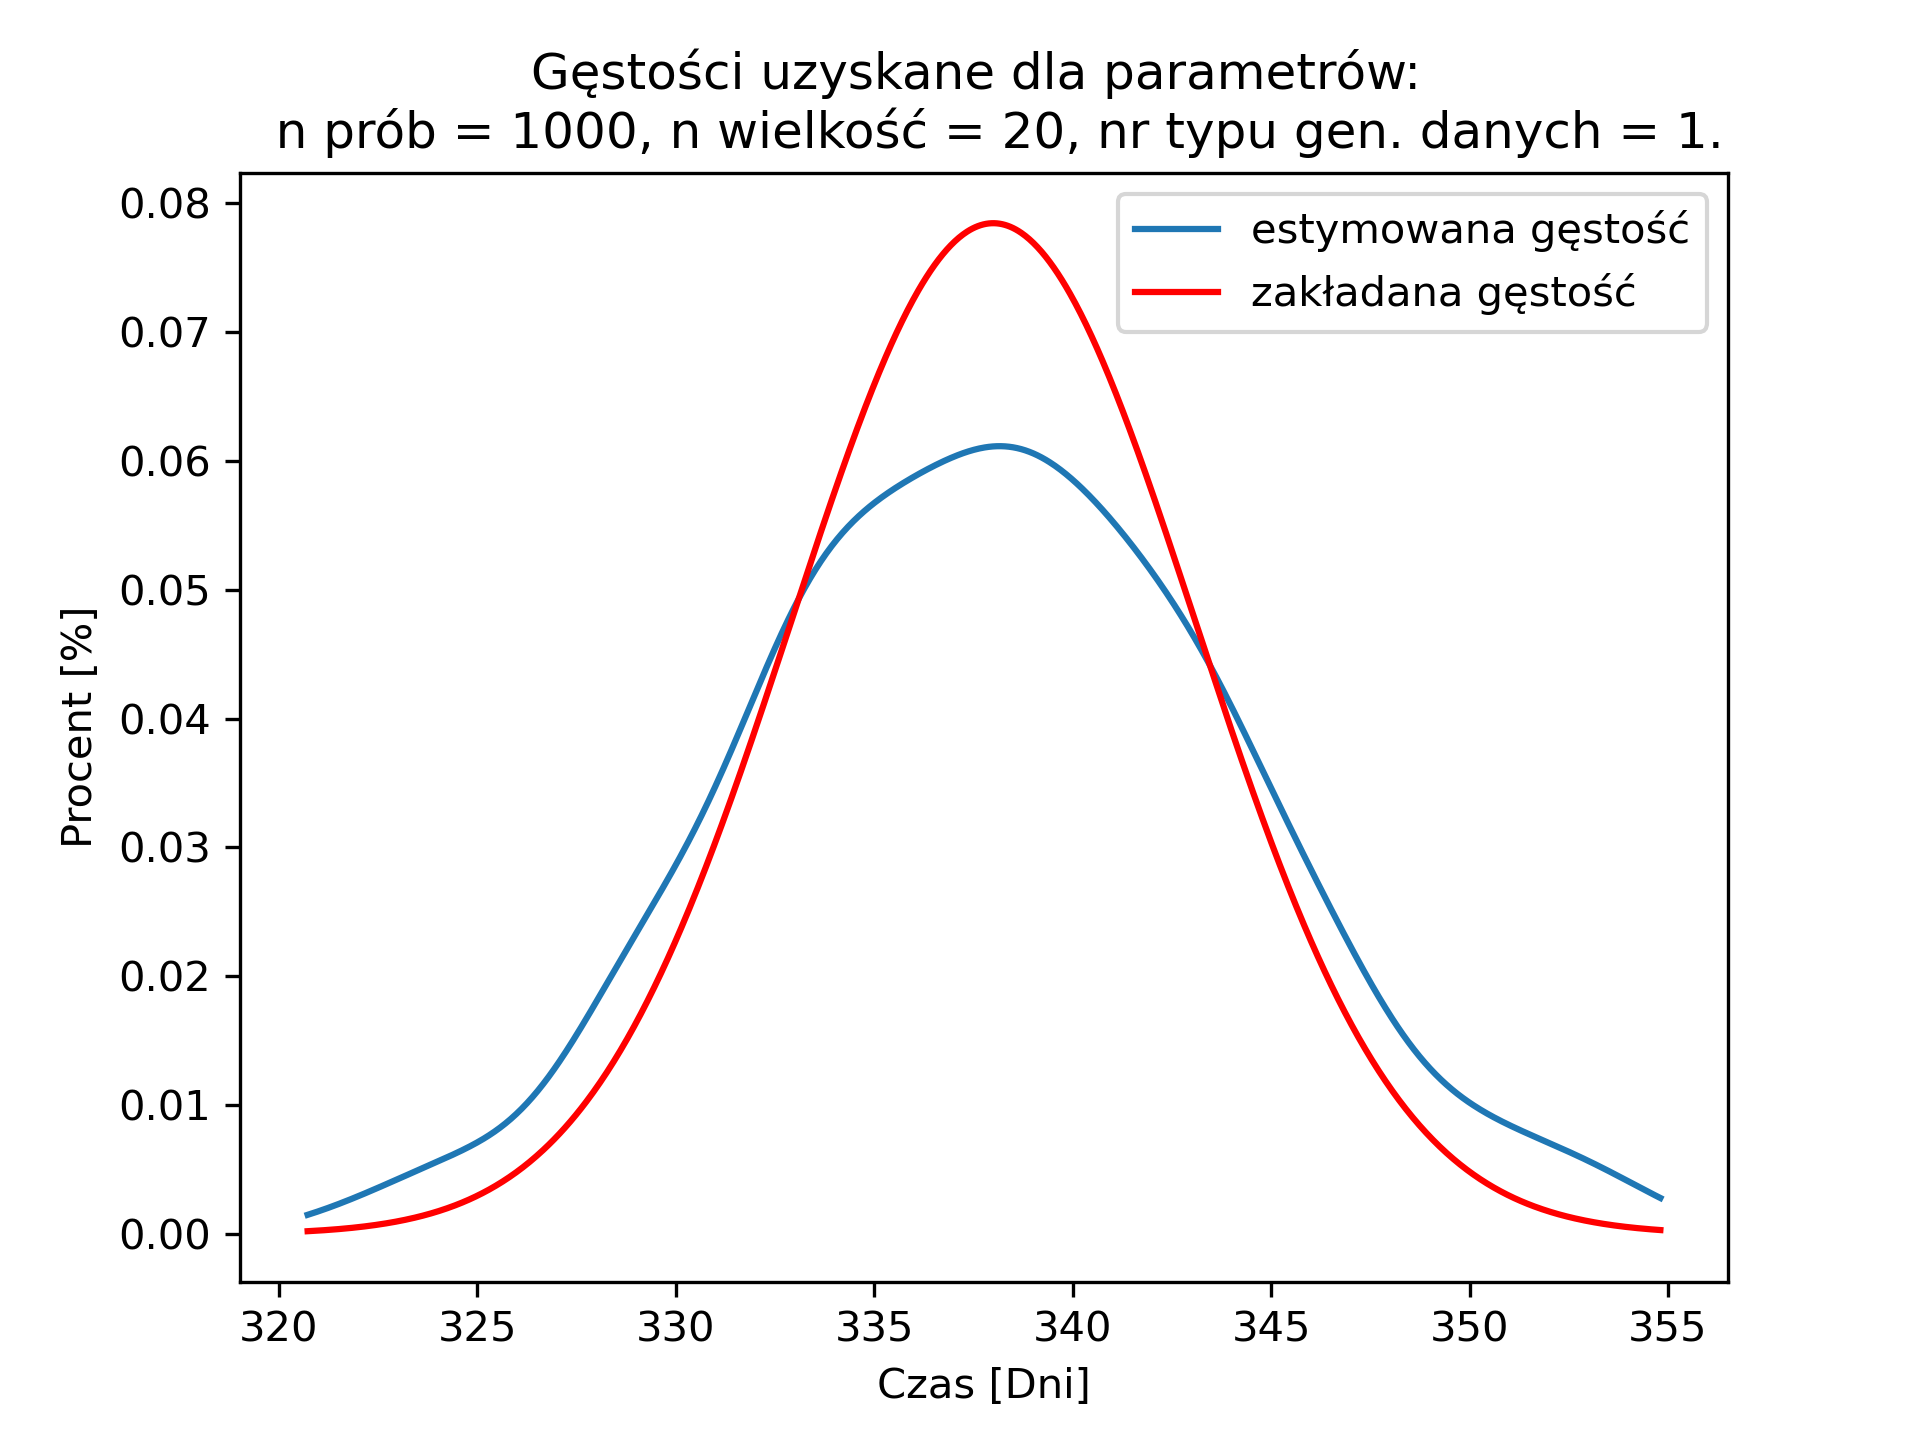 Gęstości uzyskane dla parametrów:
n prób = 1000, n wielkość = 20, nr typu gen. danych = 1.
estymowana gęstość
zakładana gęstość
0.08
0.07
0.06
0.05
0.04
0.03
0.02
0.01
0.00
Procent [%]
320 325 330 335 340 345 350 355
Czas [Dni]